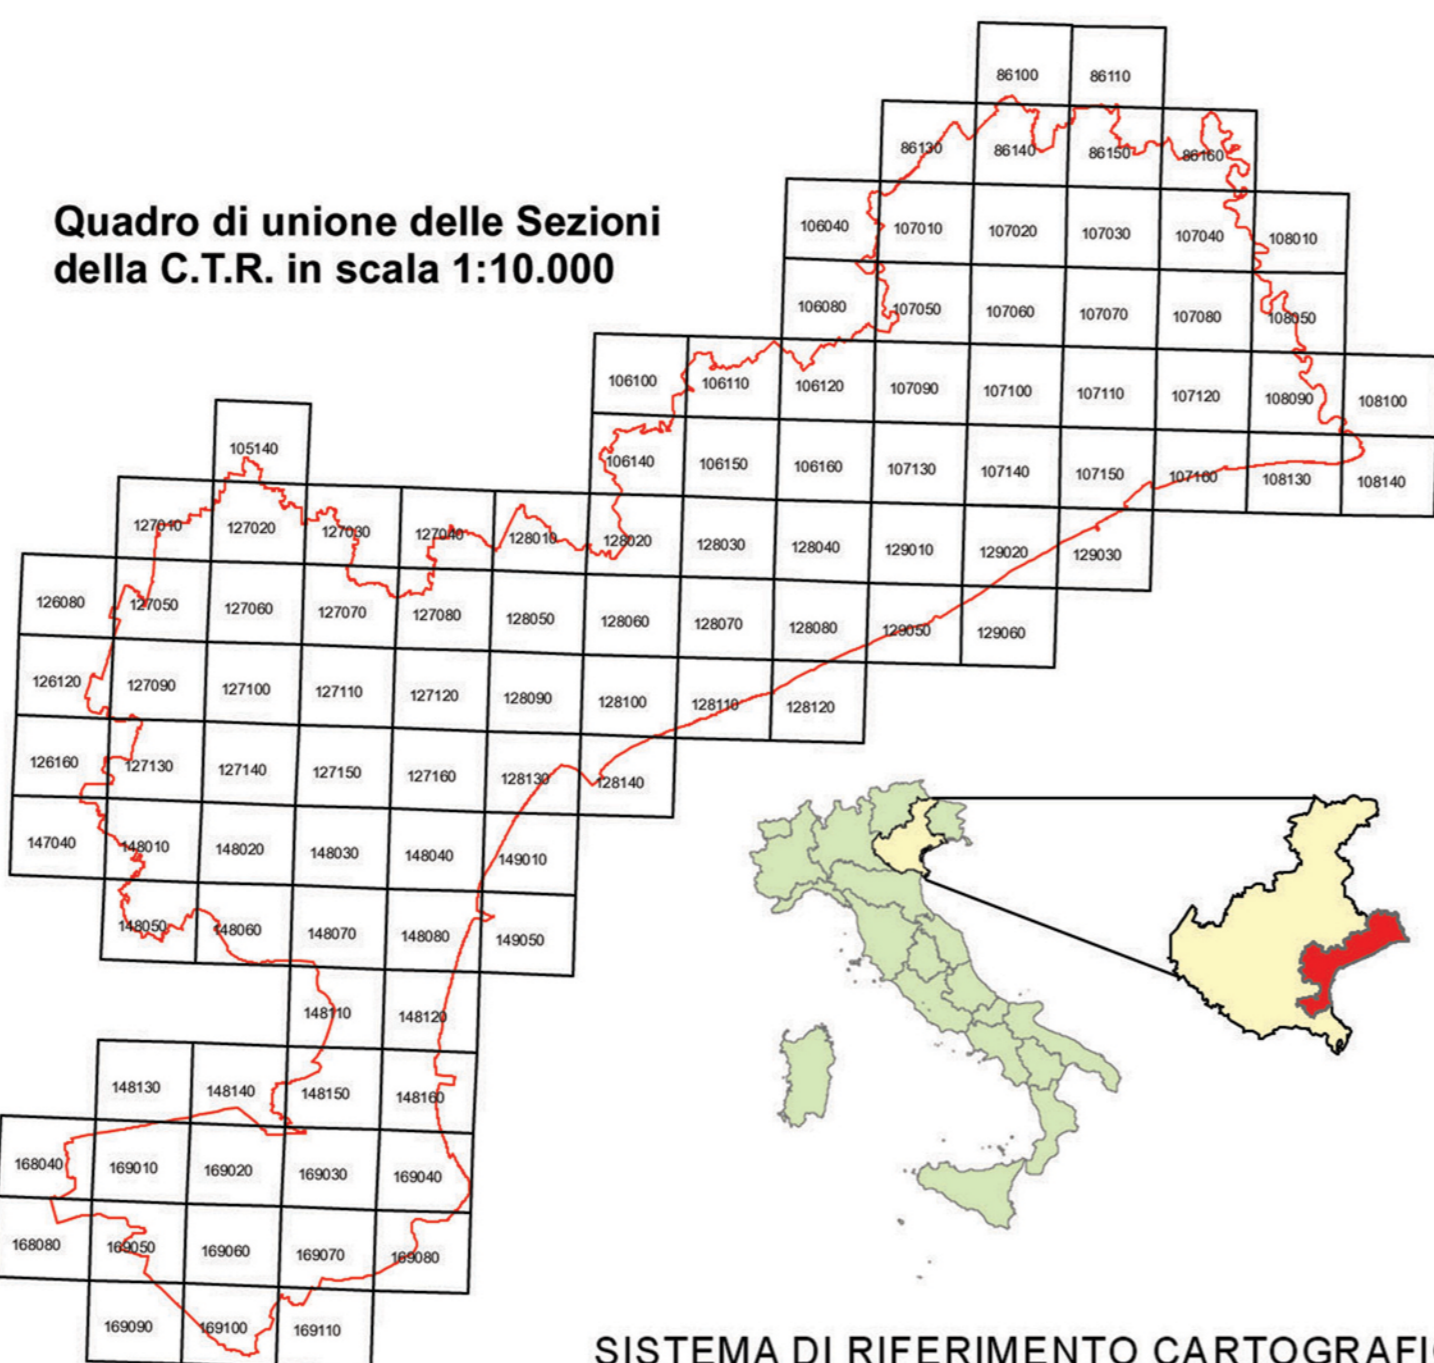 86100 86110
86130 86140 86150 86160
Quadro di unione delle Sezioni
della C.T.R. in scala 1:10.000
106040 107010 107020 107030 107040 108010
106080 107050 107060 107070 107080 108050
106100 106110 106120 107090 107100 107110 107120 108090 108100
105140
106140 106150 106160 107130 107140 107150 107160 108130 108140
127010 127020 127030 127040 128010 128020 128030 128040 129010 129020 129030
126080 127050 127060 127070 127080 128050 128060 128070 128080 129050 129060
126120 127090 127100 127110 127120 128090 128100 128110 128120
126160 127130 127140 127150 127160 128130 128140
147040 148010 148020 148030 148040 149010
148050 148060 148070 148080 149050
148110 148120
148130 148140 148150 148160
168040 169010 169020 169030 169040
168080 169050 169060 169070 169080
169090 169100 169110
SISTEMA DI RIFERIMENTO CARTOGRAFI